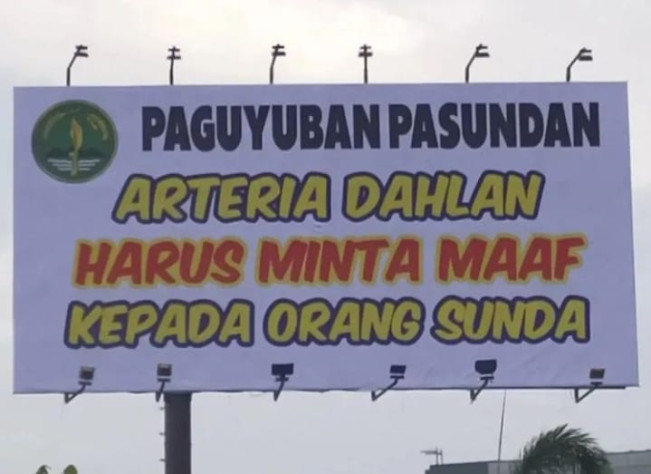 PAGUYUBAN PASUNDAN
ARTERIA DAHLAN
HARUS MINTA MAAF
KEPADA ORANG SUNDA